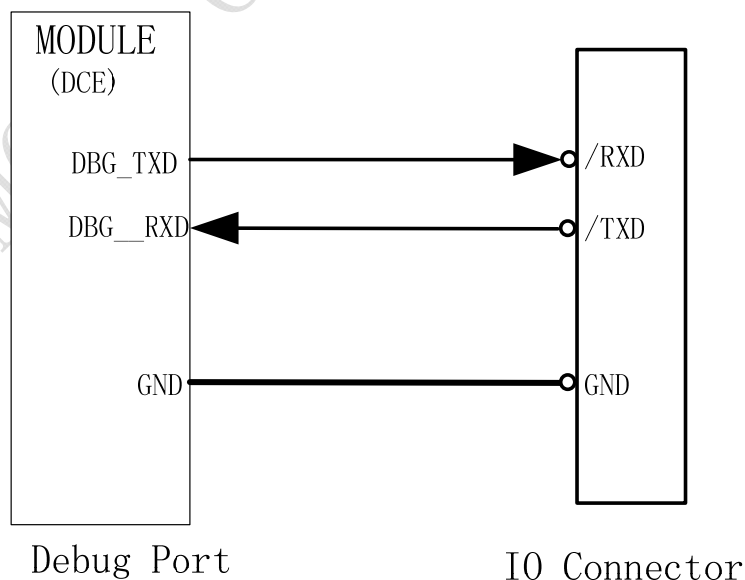 MODULE
(DCE)
DBG_TXD
/RXD
DBG__RXD
/TXD
GND
GND
Debug Port
IO Connector